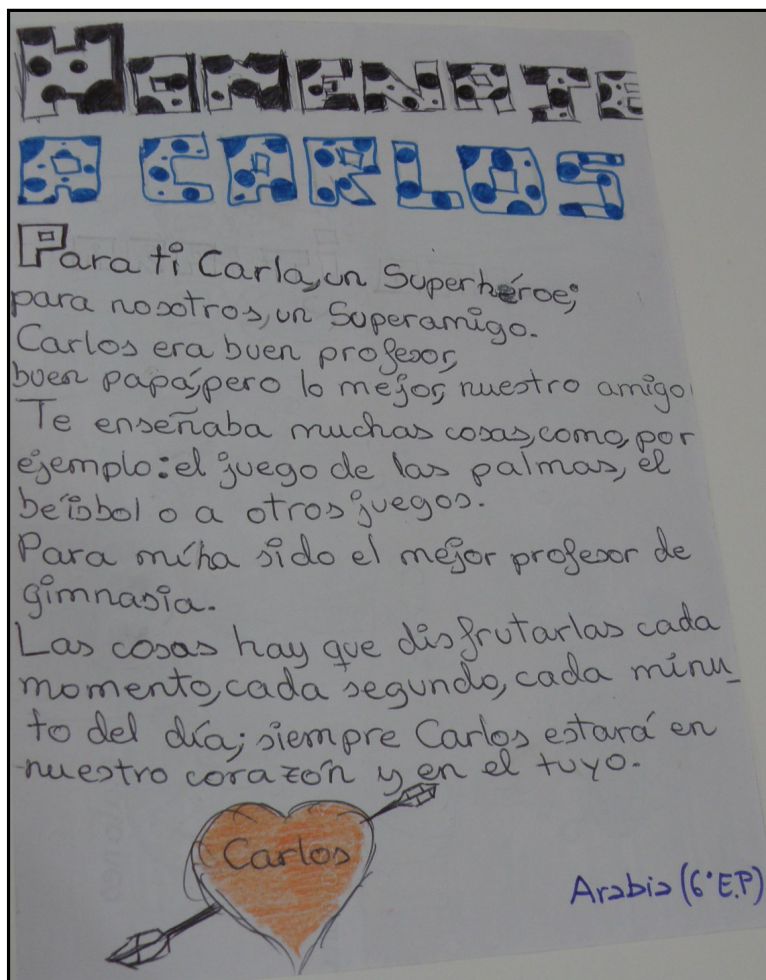 HOMENAJE
A CARLOS
Para ti Carla, un Superhéroe;
para nosotros, un Superamigo.
Carlos era buen profesor,
buen papá, pero lo mejor, nuestro amigo
Te enseñaba muchas cosas, como, por
ejemplo: el juego de las palmas, el
beísbol o a otros juegos.
Para mí ha sido el mejor profesor de
gimnasia.
Las cosas hay que disfrutarlas cada
momento, cada segundo, cada minu_
to del día; siempre Carlos estará en
nuestro corazón y en el tuyo.
Carlos
Arabia (6° E.P)